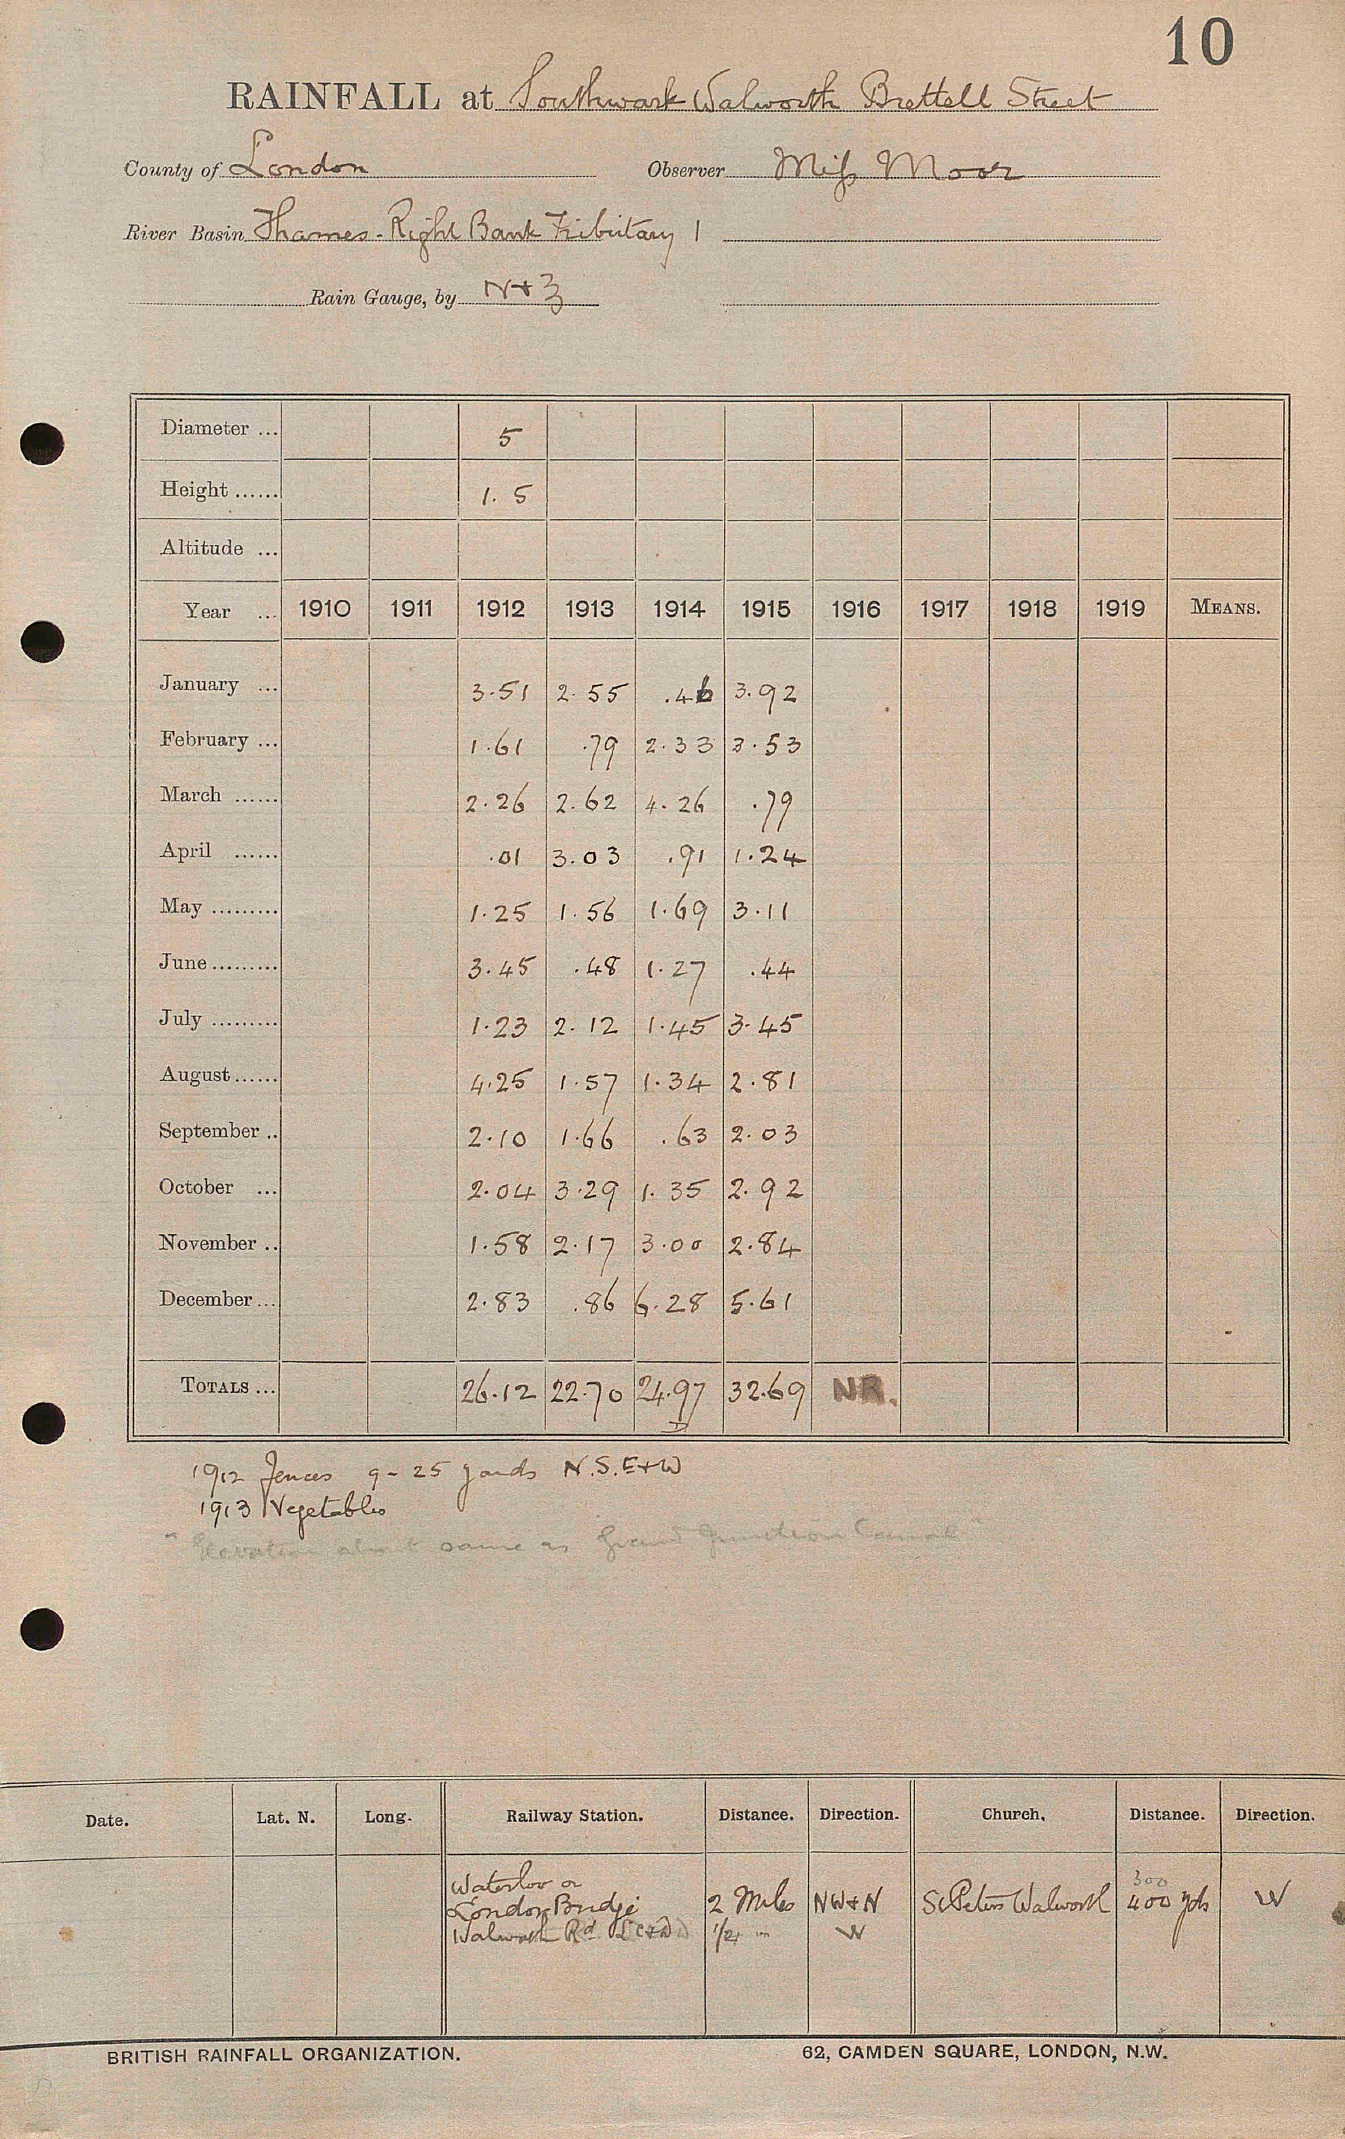 10
RAINFALL at Southwark Walworth Brettell Street
County of London Observer Miss Moor
River Basin Thames - Right Bank Tributary 1
Rain Gauge, by N+Z
Diameter ... 5
Height ...... 1.5
Altitude ...
Year ... 1910 1911 1912 1913 1914 1915 1916 1917 1918 1919 MEANS.
January ... 3.51 2.55 .46 3.92
February ... 1.61 .79 2.33 3.53
March ...... 2.26 2.62 4.26 .79
April ...... .01 3.03 .91 1.24
May ......... 1.25 1.56 1.69 3.11
June ......... 3.45 .48 1.27 .44
July ......... 1.23 2.12 1.45 3.45
August ...... 4.25 1.57 1.34 2.81
September .. 2.10 1.66 .63 2.03
October ... 2.04 3.29 1.35 2.92
November .. 1.58 2.17 3.00 2.84
December ... 2.83 .86 6.28 5.61
TOTALS ... 26.12 22.70 24.97 32.69 NR.
1912 Fences 9-25 yards N.S.E+W
1913 Vegetables
"Elevation about same as Grand Junction Canal"
Date. Lat. N. Long. Railway Station. Distance. Direction. Church. Distance. Direction.
Waterloo or 300
London Bridge 2 Miles NW+N St Peters Walworth 400 yds W
Walworth Rd 1/2 W
BRITISH RAINFALL ORGANIZATION. 62, CAMDEN SQUARE, LONDON, N.W.